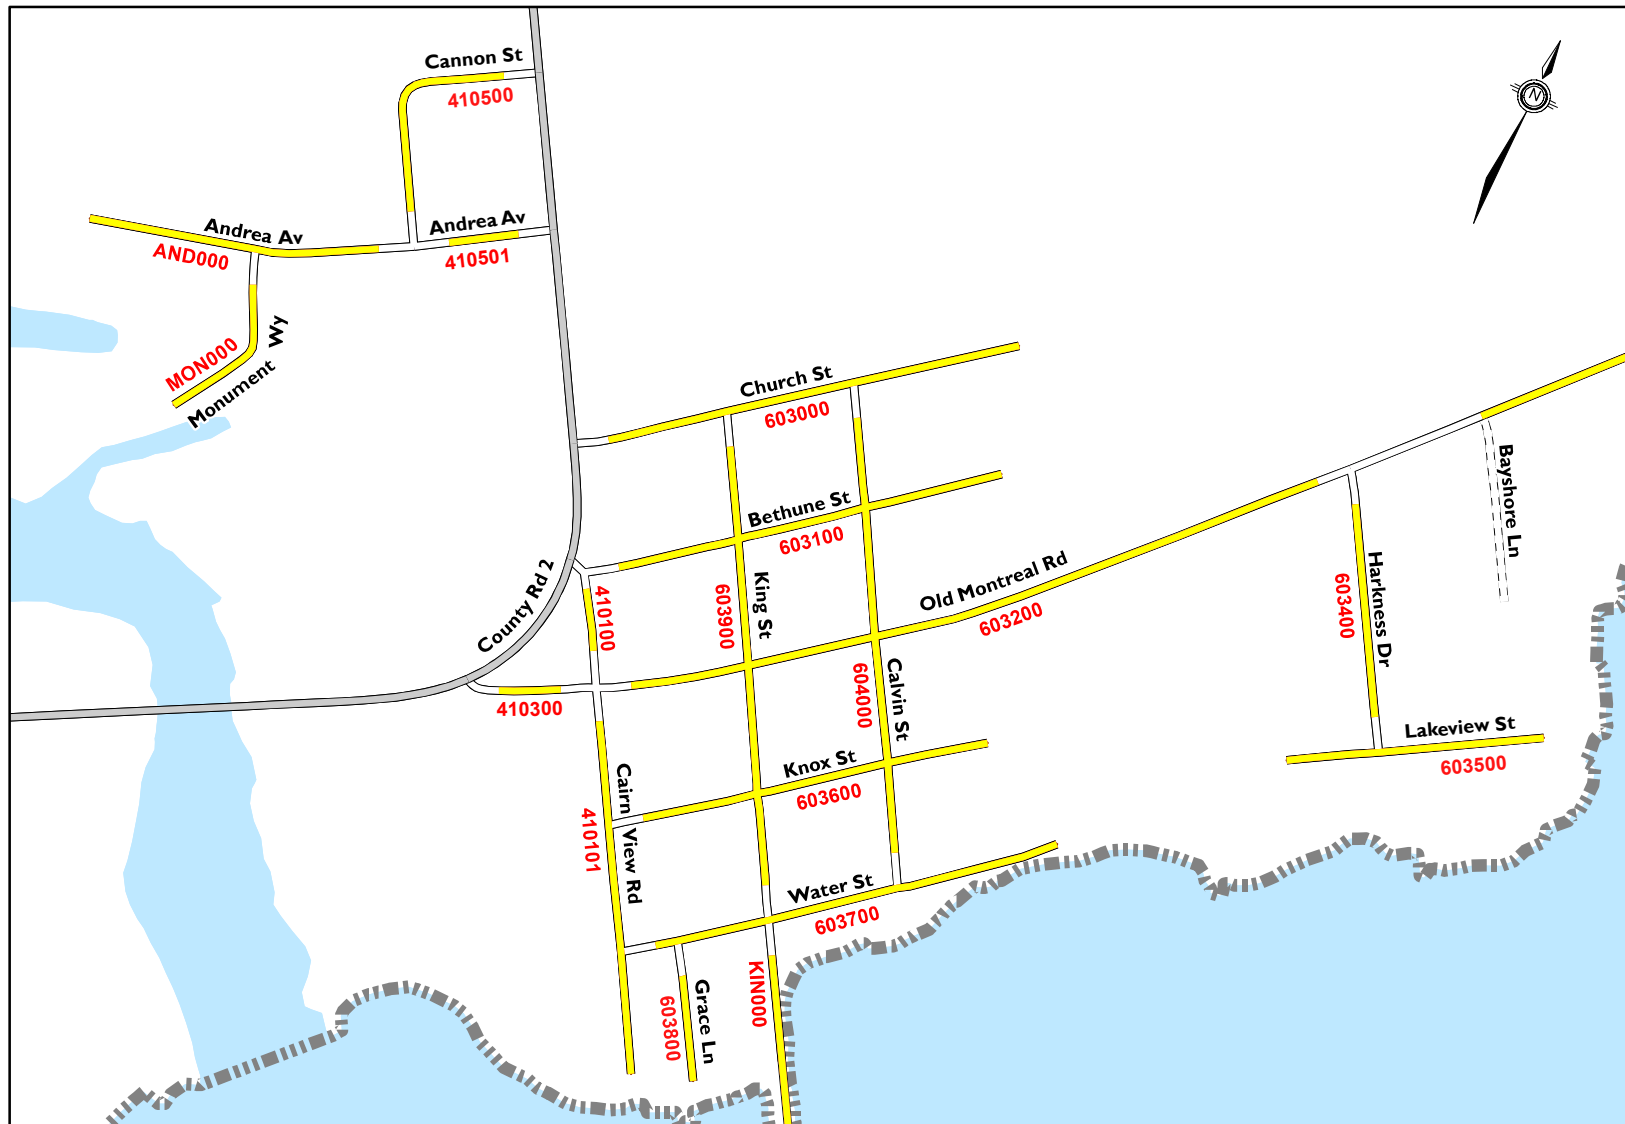 Cannon St
410500
N
Andrea Av
AND000
Andrea Av
410501
MON000
Monument Wy
Church St
603000
Bethune St
603100
County Rd 2
410100
603900
King St
Old Montreal Rd
603200
Bayshore Ln
603400
Harkness Dr
410300
604000
Calvin St
Lakeview St
603500
Knox St
603600
410101
Cairn View Rd
Water St
603700
603800
Grace Ln
KIN000